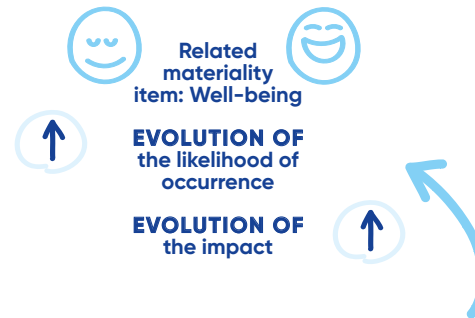 Related
materiality
item: Well-being
EVOLUTION OF
the likelihood of
occurrence
EVOLUTION OF
the impact